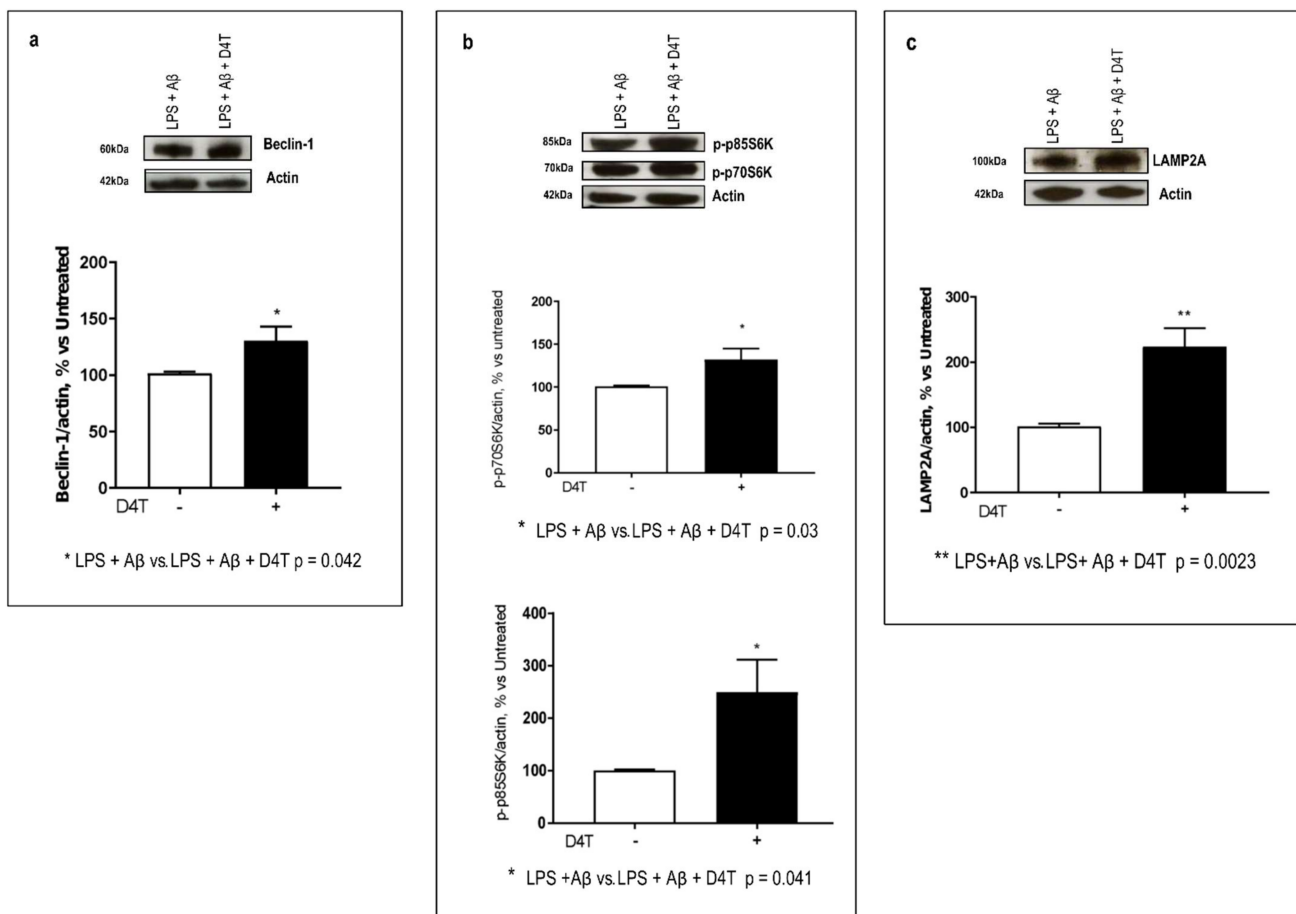 a
LPS + Aβ
LPS + Aβ + D4T
60kDa
Beclin-1
42kDa
Actin
Beclin-1/actin, % vs Untreated
200
150
100
50
0
D4T - +
*
* LPS + Aβ vs. LPS + Aβ + D4T p = 0.042
b
LPS + Aβ
LPS + Aβ + D4T
85kDa
p-p85S6K
70kDa
p-p70S6K
42kDa
Actin
p-p70S6K/actin, % vs untreated
200
150
100
50
0
D4T - +
*
* LPS + Aβ vs. LPS + Aβ + D4T p = 0.03
p-p85S6K/actin, % vs Untreated
400
300
200
100
0
D4T - +
*
* LPS +Aβ vs. LPS + Aβ + D4T p = 0.041
c
LPS + Aβ
LPS + Aβ + D4T
100kDa
LAMP2A
42kDa
Actin
LAMP2A/actin, % vs Untreated
300
200
100
0
D4T - +
**
** LPS+Aβ vs. LPS+ Aβ + D4T p = 0.0023